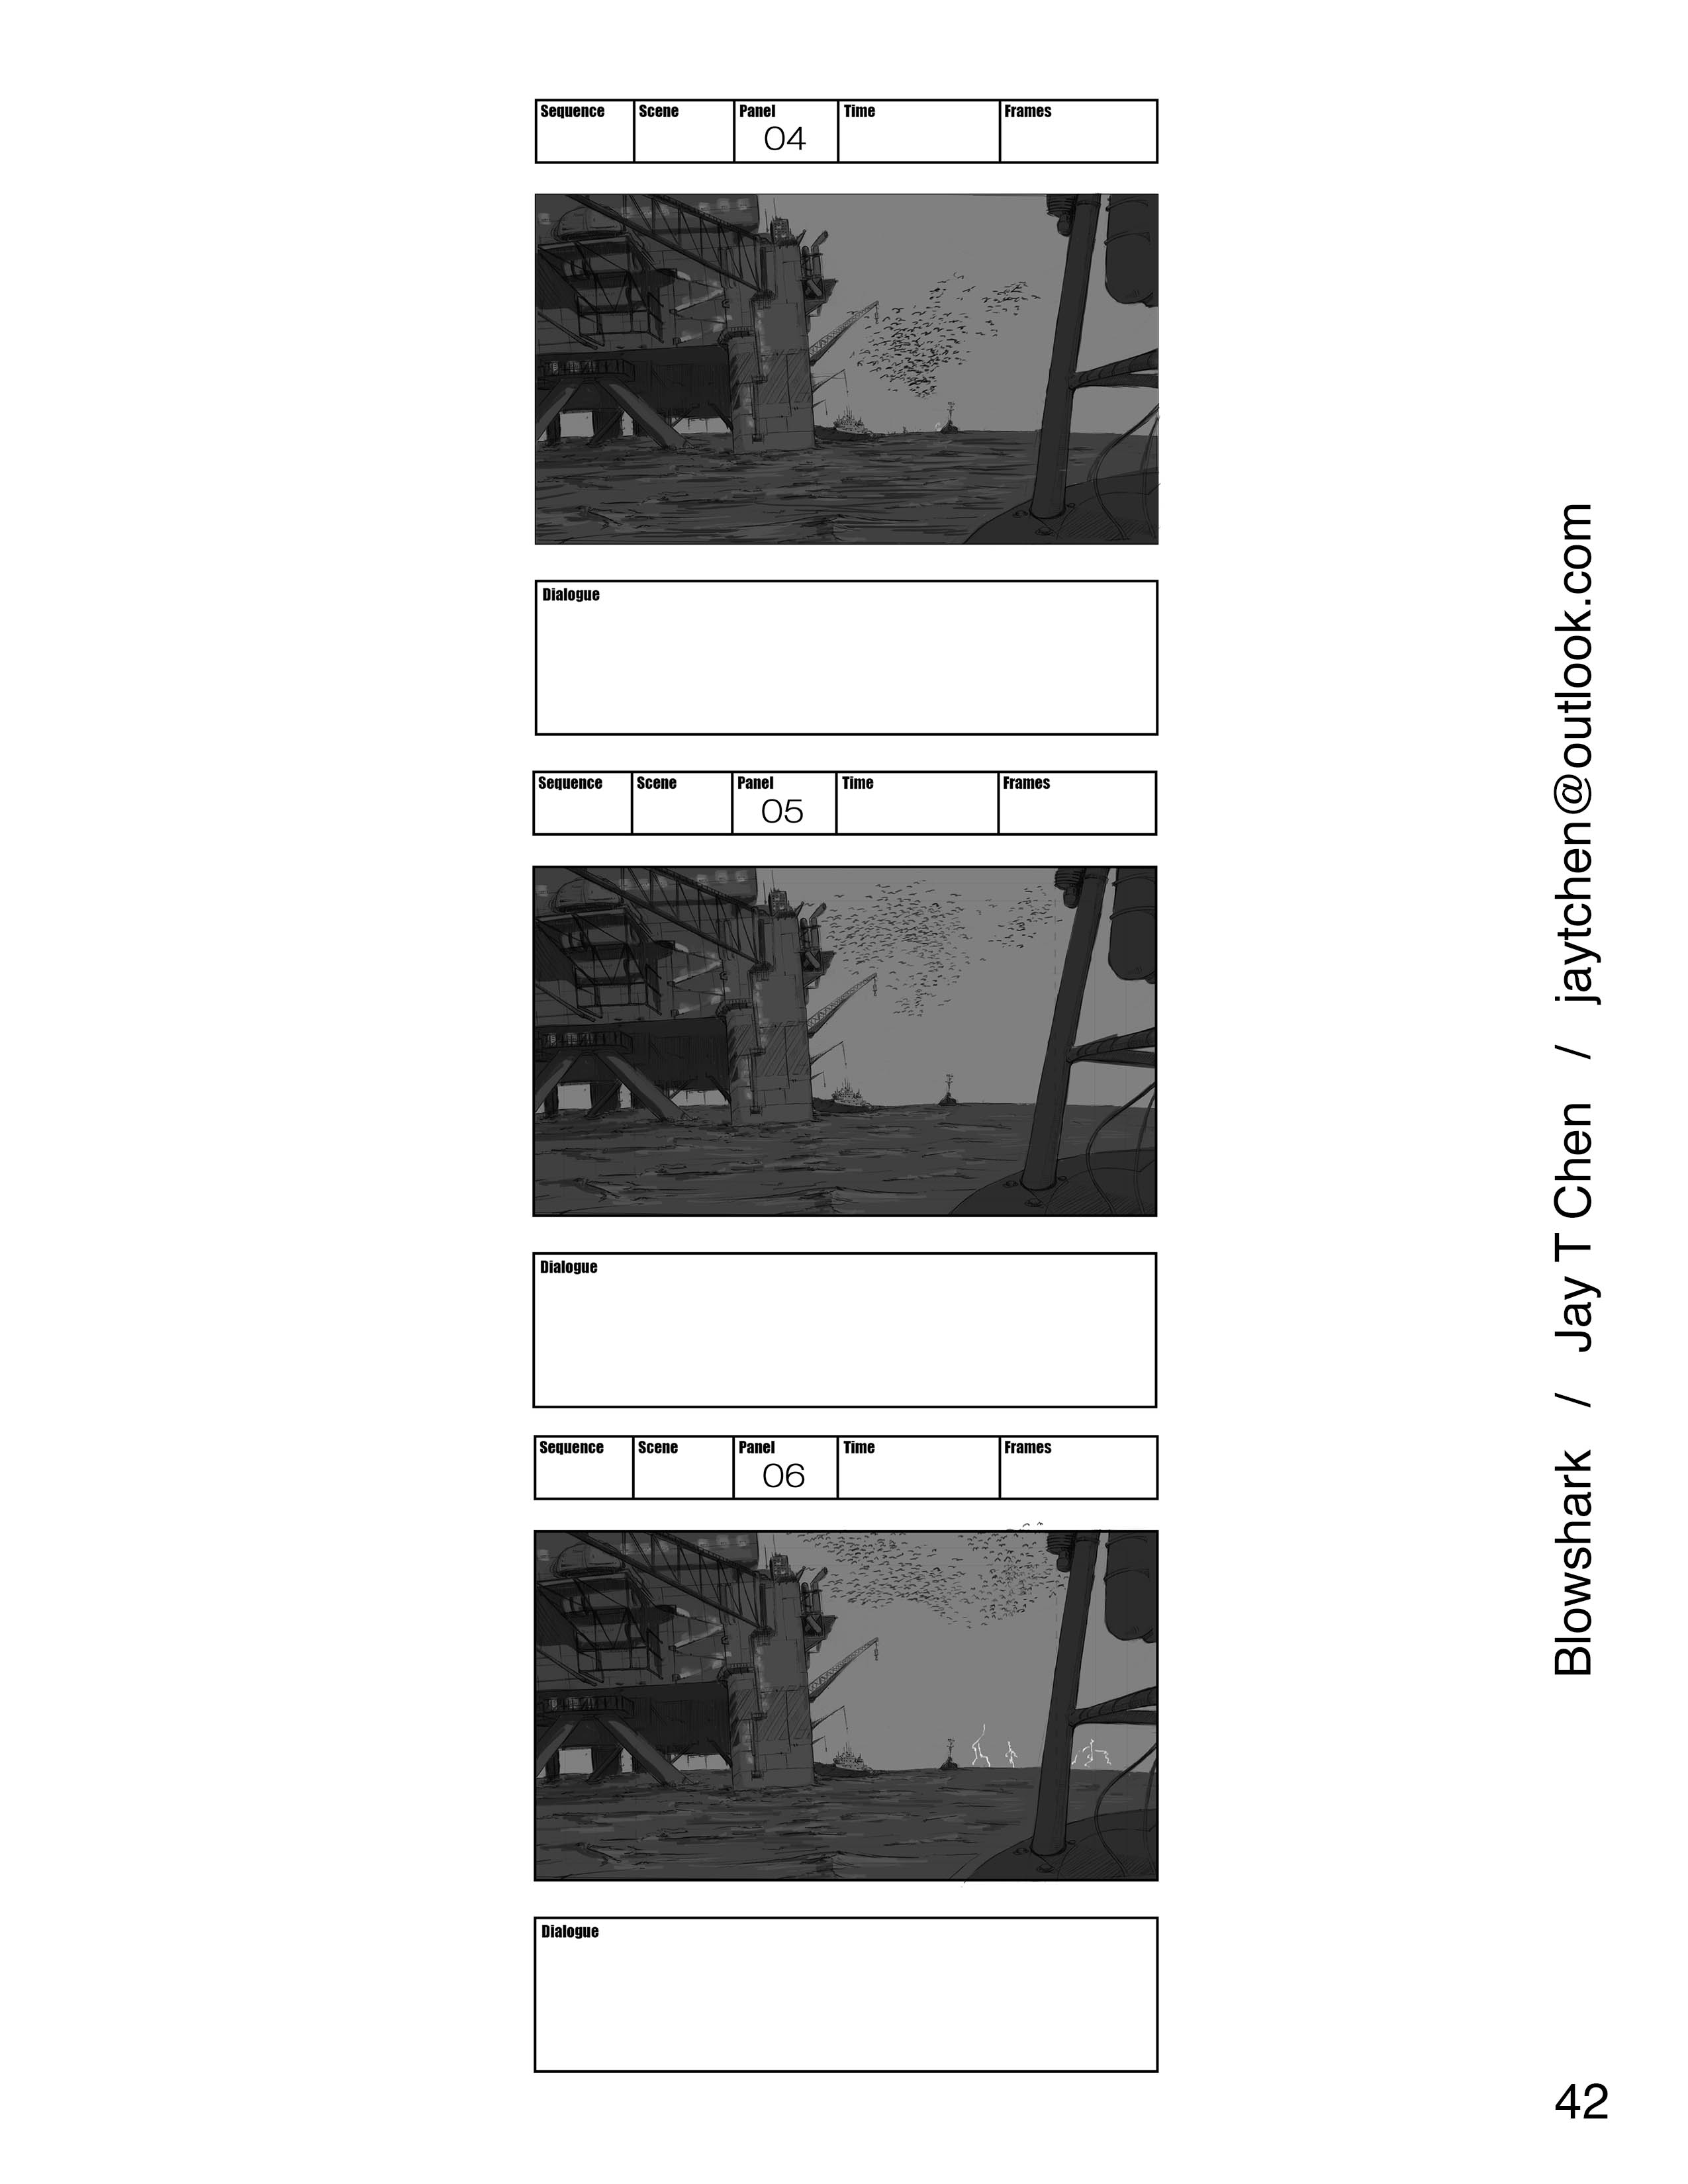 Sequence Scene Panel Time Frames
04
Dialogue
Sequence Scene Panel Time Frames
05
Dialogue
Sequence Scene Panel Time Frames
06
Dialogue
Blowshark / Jay T Chen / jaytchen@outlook.com
42